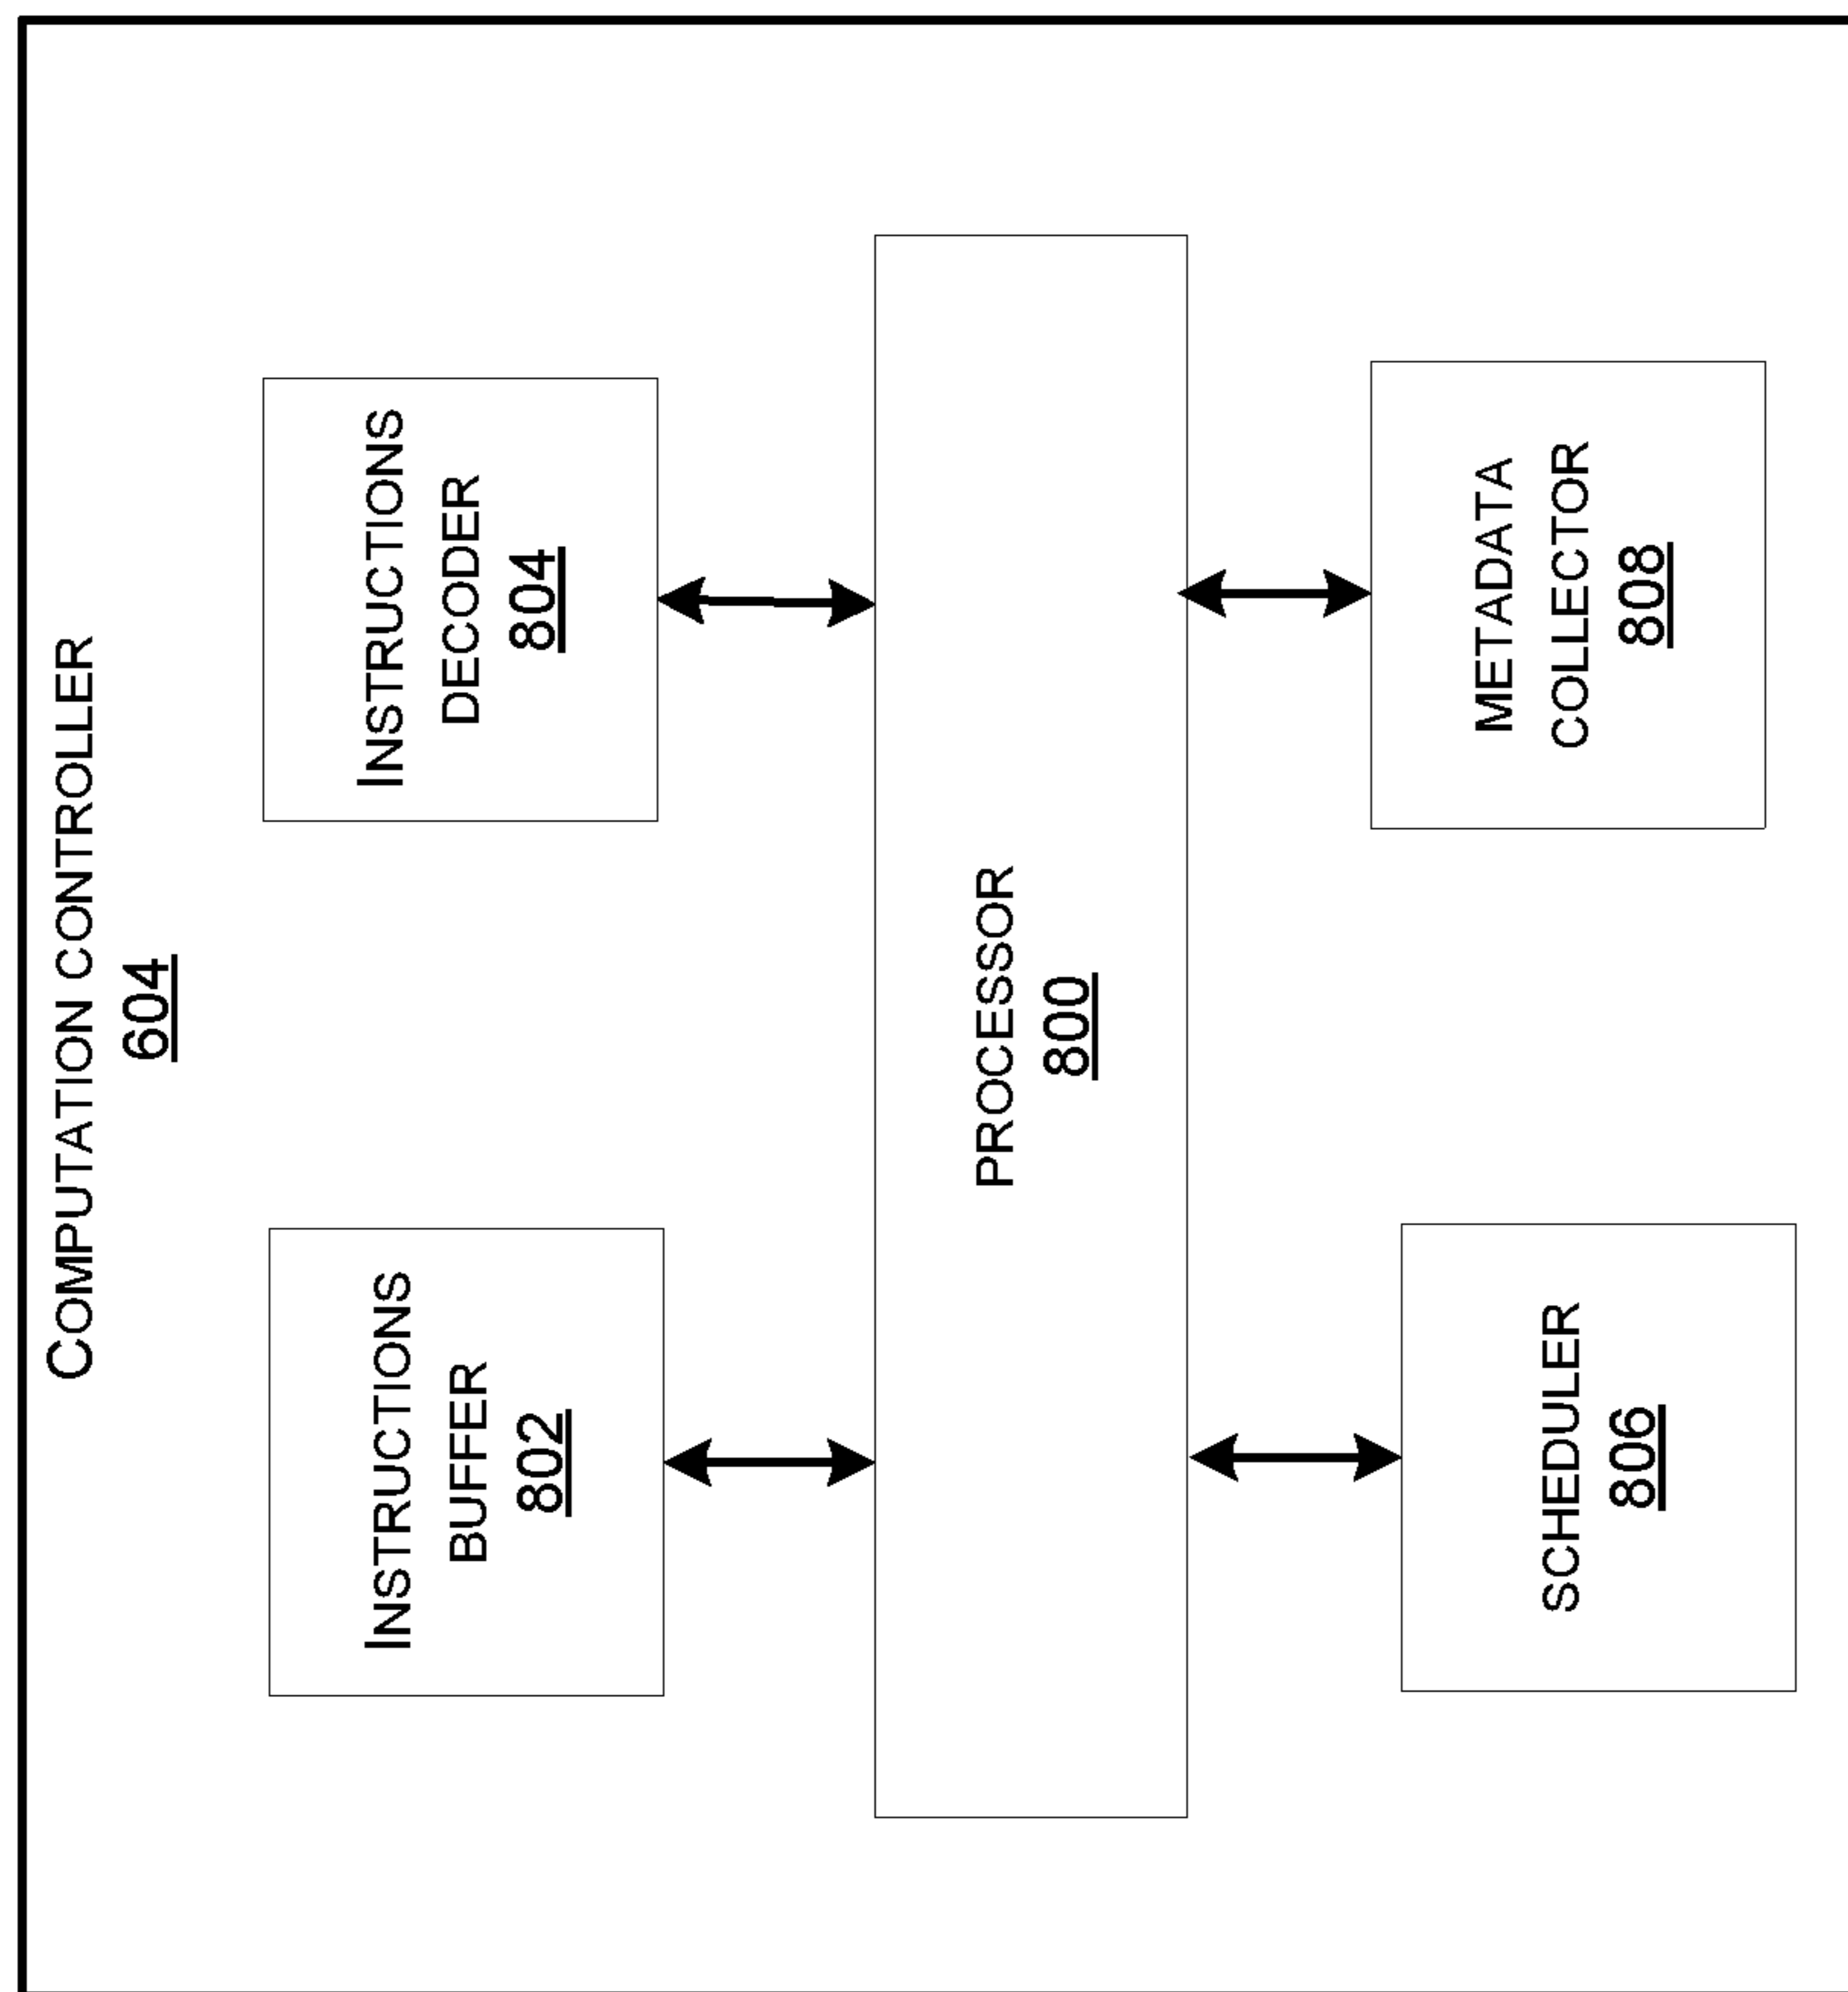 COMPUTATION CONTROLLER
604
INSTRUCTIONS
BUFFER
802
INSTRUCTIONS
DECODER
804
PROCESSOR
800
SCHEDULER
806
METADATA
COLLECTOR
808